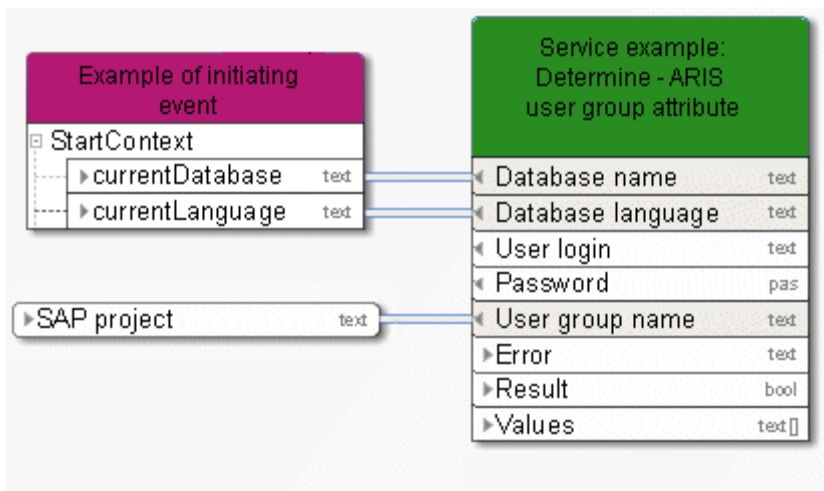 Example of initiating
event
StartContext
currentDatabase text
currentLanguage text
SAP project text
Service example:
Determine - ARIS
user group attribute
Database name text
Database language text
User login text
Password pas
User group name text
Error text
Result bool
Values text[]